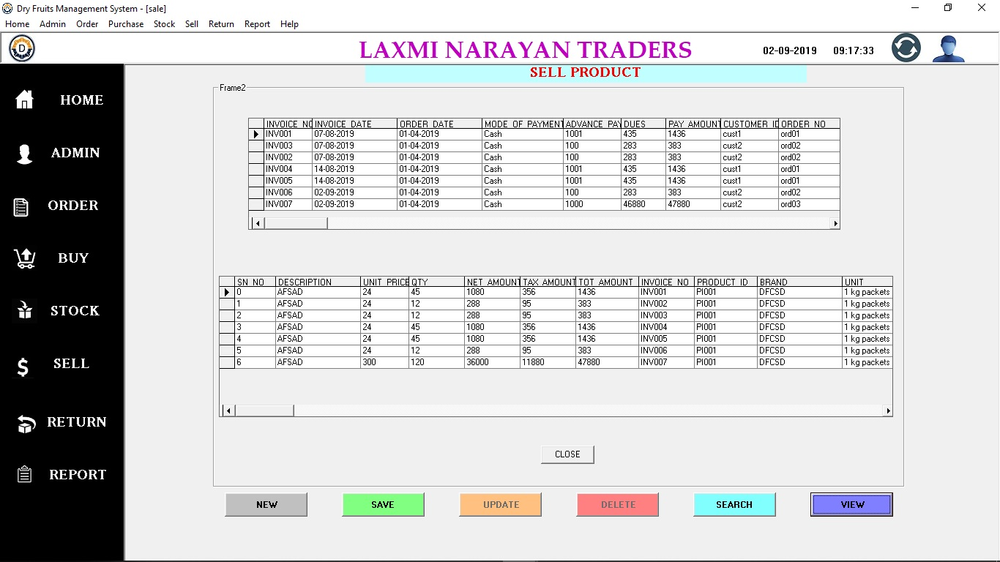 Dry Fruits Management System - [sale]
Home Admin Order Purchase Stock Sell Return Report Help
D LAXMI NARAYAN TRADERS 02-09-2019 09:17:33
SELL PRODUCT
Frame2
HOME
ADMIN
ORDER
BUY
STOCK
SELL
RETURN
REPORT
INVOICE_NO INVOICE_DATE ORDER_DATE MODE_OF_PAYMENT ADVANCE_PAY DUES PAY_AMOUNT CUSTOMER_ID ORDER_NO
INV001 07-08-2019 01-04-2019 Cash 1001 435 1436 cust1 ord01
INV003 07-08-2019 01-04-2019 Cash 100 283 383 cust2 ord02
INV002 07-08-2019 01-04-2019 Cash 100 283 383 cust2 ord02
INV004 14-08-2019 01-04-2019 Cash 1001 435 1436 cust1 ord01
INV005 14-08-2019 01-04-2019 Cash 1001 435 1436 cust1 ord01
INV006 02-09-2019 01-04-2019 Cash 100 283 383 cust2 ord02
INV007 02-09-2019 01-04-2019 Cash 1000 46880 47880 cust2 ord03
SN_NO DESCRIPTION UNIT_PRICE QTY NET_AMOUNT TAX_AMOUNT TOT_AMOUNT INVOICE_NO PRODUCT_ID BRAND UNIT
0 AFSAD 24 45 1080 356 1436 INV001 PI001 DFCSD 1 kg packets
1 AFSAD 24 12 288 95 383 INV002 PI001 DFCSD 1 kg packets
2 AFSAD 24 12 288 95 383 INV003 PI001 DFCSD 1 kg packets
3 AFSAD 24 45 1080 356 1436 INV004 PI001 DFCSD 1 kg packets
4 AFSAD 24 45 1080 356 1436 INV005 PI001 DFCSD 1 kg packets
5 AFSAD 24 12 288 95 383 INV006 PI001 DFCSD 1 kg packets
6 AFSAD 300 120 36000 11880 47880 INV007 PI001 DFCSD 1 kg packets
CLOSE
NEW SAVE UPDATE DELETE SEARCH VIEW